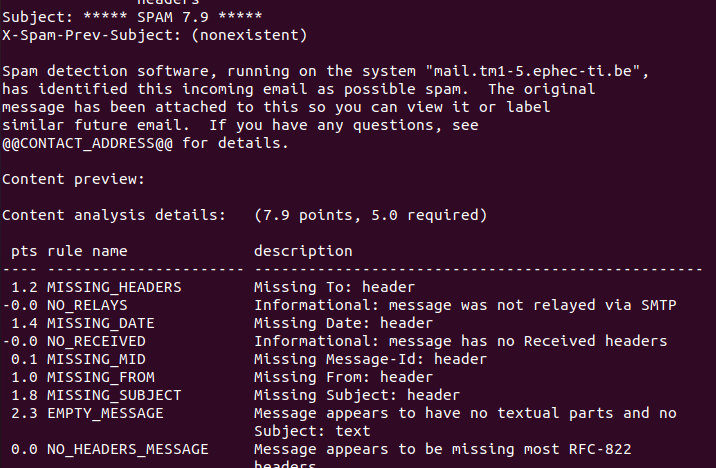 headers
Subject: ***** SPAM 7.9 *****
X-Spam-Prev-Subject: (nonexistent)
Spam detection software, running on the system "mail.tm1-5.ephec-ti.be",
has identified this incoming email as possible spam.  The original
message has been attached to this so you can view it or label
similar future email.  If you have any questions, see
@@CONTACT_ADDRESS@@ for details.
Content preview:
Content analysis details:   (7.9 points, 5.0 required)
 pts rule name              description
---- ---------------------- --------------------------------------------------
 1.2 MISSING_HEADERS        Missing To: header
-0.0 NO_RELAYS              Informational: message was not relayed via SMTP
 1.4 MISSING_DATE           Missing Date: header
-0.0 NO_RECEIVED            Informational: message has no Received headers
 0.1 MISSING_MID            Missing Message-Id: header
 1.0 MISSING_FROM           Missing From: header
 1.8 MISSING_SUBJECT        Missing Subject: header
 2.3 EMPTY_MESSAGE          Message appears to have no textual parts and no
                            Subject: text
 0.0 NO_HEADERS_MESSAGE     Message appears to be missing most RFC-822
                            headers